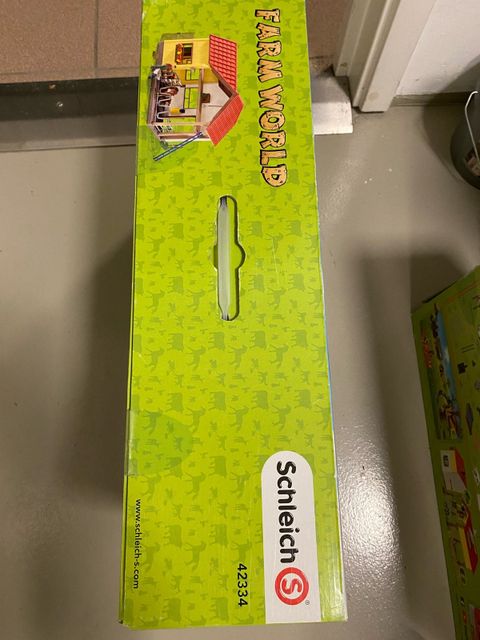 FARM WORLD
Schleich S®
42334
www.schleich-s.com